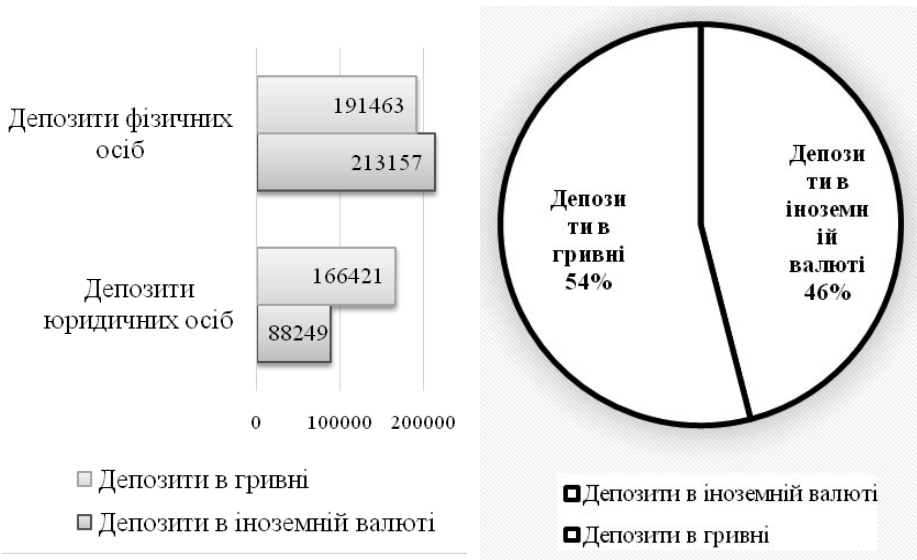 Депозити фізичних
осіб
191463
213157
Депозити
юридичних осіб
166421
88249
0 100000 200000
Депозити в гривні
Депозити в іноземній валюті
Депози
ти в
гривні
54%
Депози
ти в
іноземн
ій
валюті
46%
Депозити в іноземній валюті
Депозити в гривні